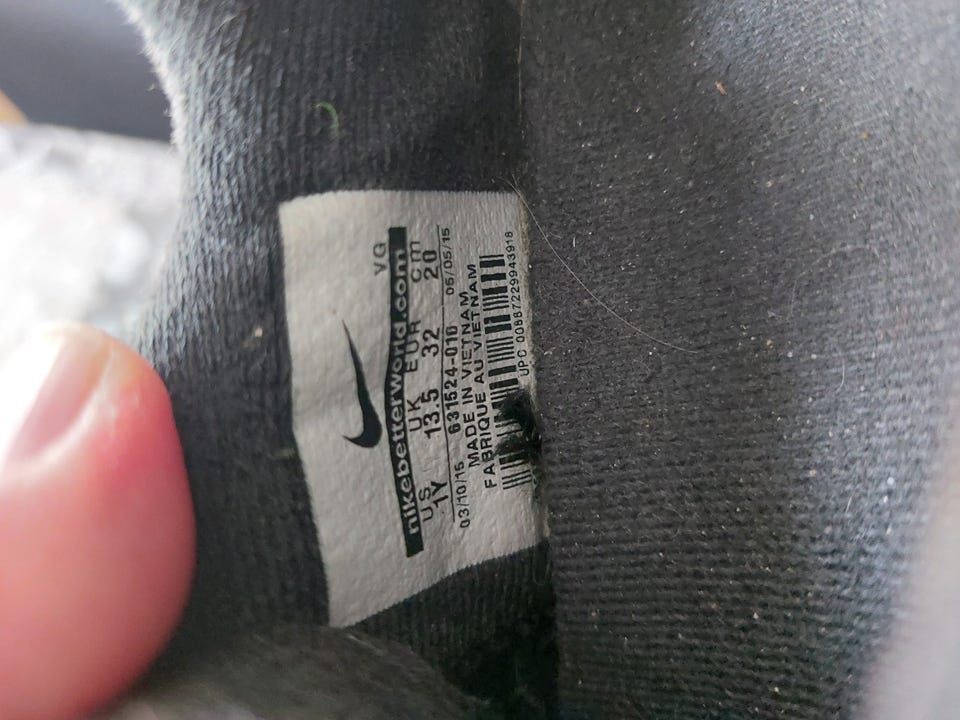 VG
nikebetterworld.com
US UK EUR cm
1Y 13.5 32 20
631524-010
03/10/15 05/05/15
MADE IN VIETNAM
FABRIQUE AU VIETNAM
UPC 00887229943918